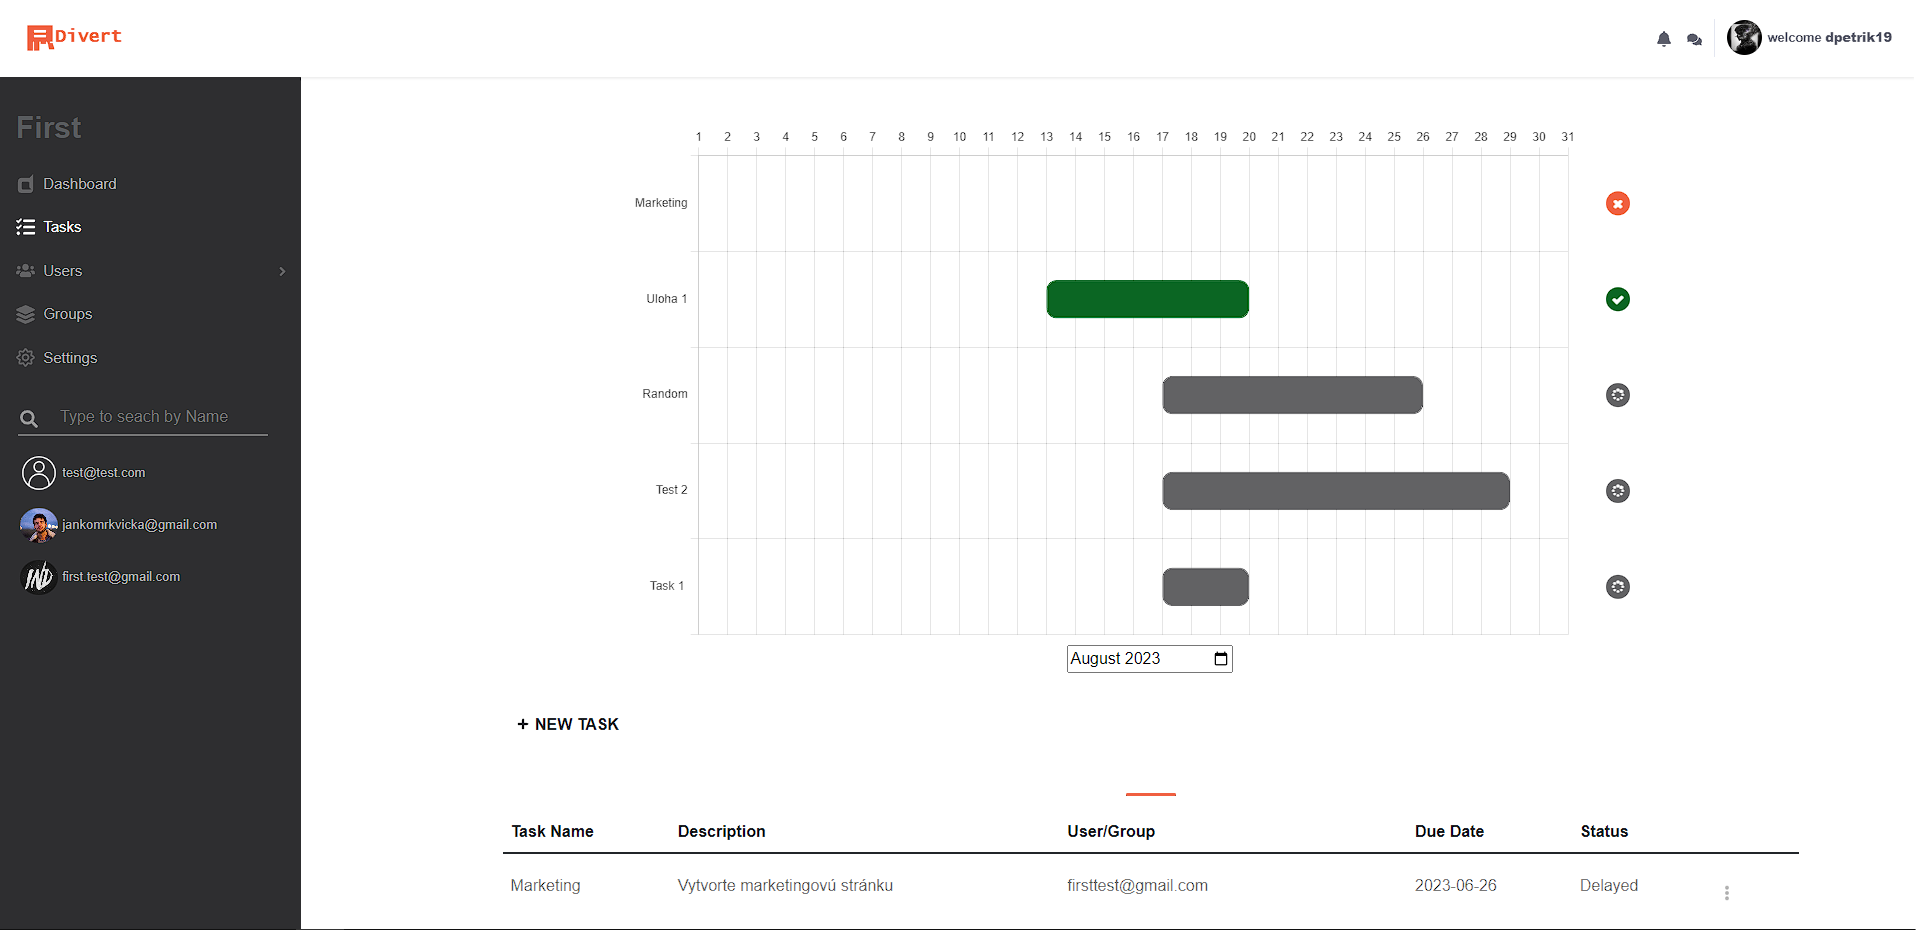 Divert
welcome dpetrik19
First
Dashboard
Tasks
Users
Groups
Settings
Type to seach by Name
test@test.com
jankomrkvicka@gmail.com
first.test@gmail.com
1 2 3 4 5 6 7 8 9 10 11 12 13 14 15 16 17 18 19 20 21 22 23 24 25 26 27 28 29 30 31
Marketing
Uloha 1
Random
Test 2
Task 1
August 2023
+ NEW TASK
Task Name Description User/Group Due Date Status
Marketing Vytvorte marketingovú stránku firsttest@gmail.com 2023-06-26 Delayed